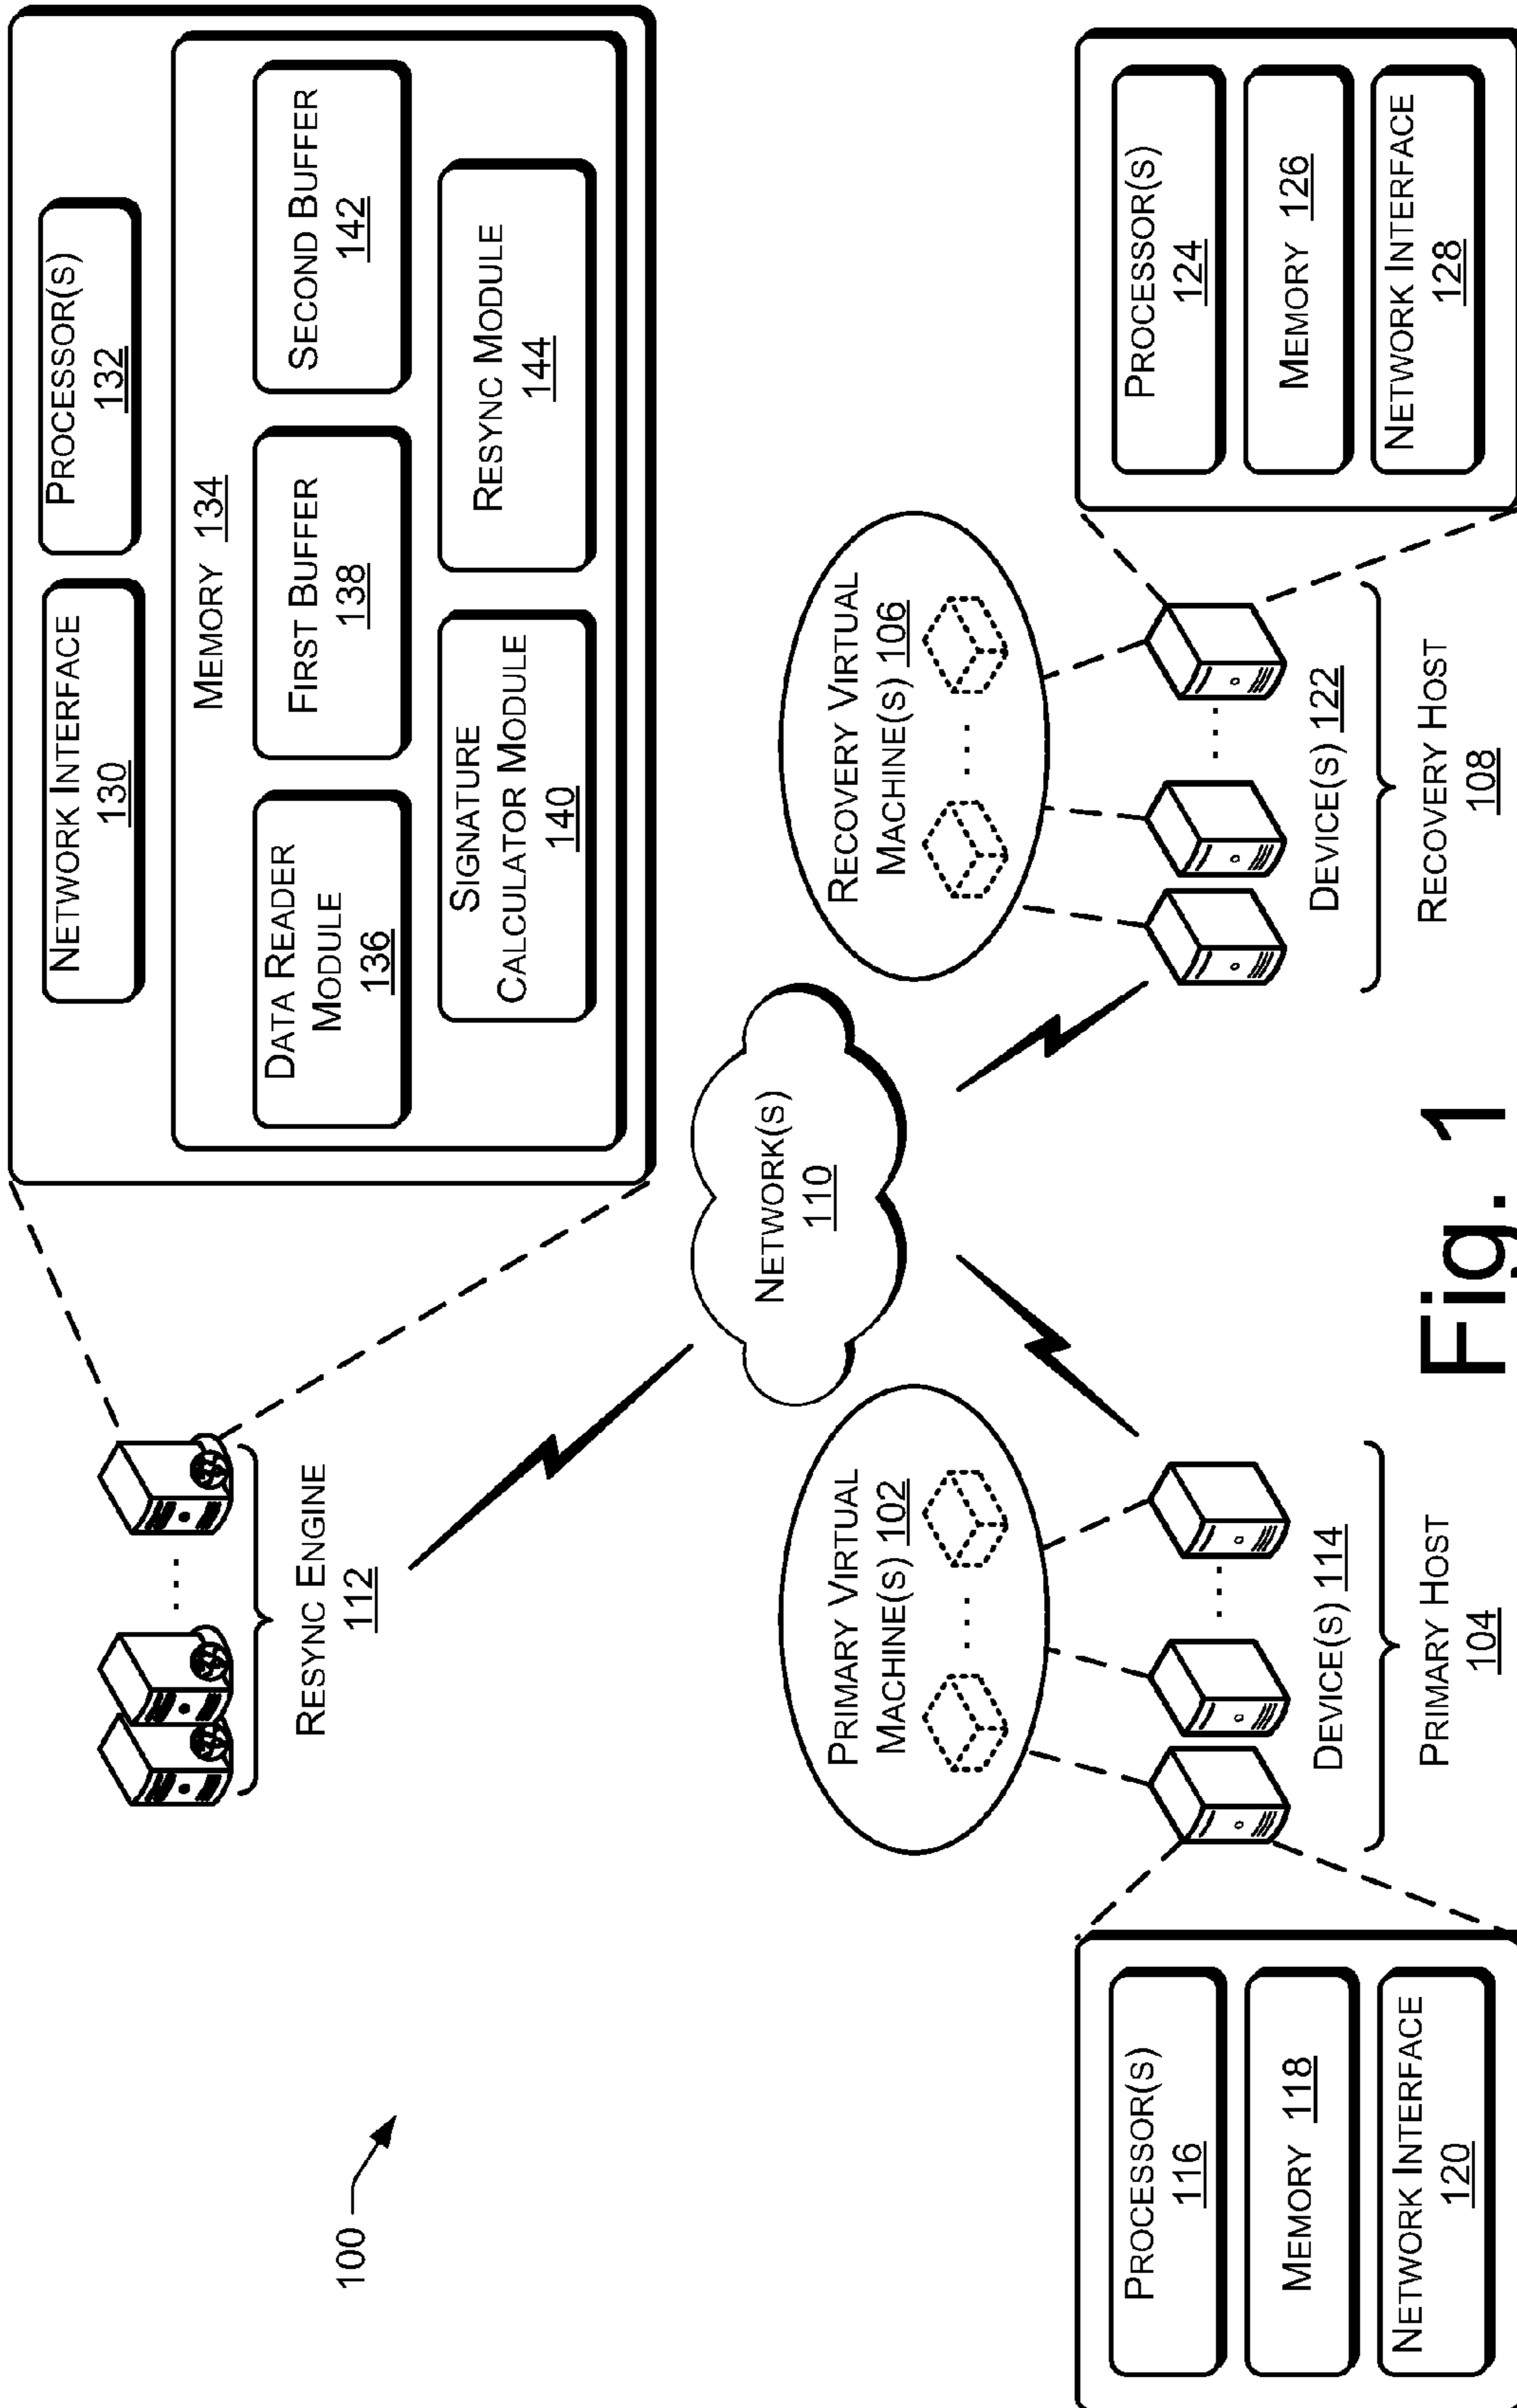 100
RESYNC ENGINE
112
NETWORK INTERFACE
130
PROCESSOR(S)
132
MEMORY 134
DATA READER
MODULE
136
FIRST BUFFER
138
SECOND BUFFER
142
SIGNATURE
CALCULATOR MODULE
140
RESYNC MODULE
144
NETWORK(S)
110
PRIMARY VIRTUAL
MACHINE(S) 102
...
RECOVERY VIRTUAL
MACHINE(S) 106
...
PROCESSOR(S)
116
MEMORY 118
NETWORK INTERFACE
120
DEVICE(S) 114
PRIMARY HOST
104
DEVICE(S) 122
RECOVERY HOST
108
PROCESSOR(S)
124
MEMORY 126
NETWORK INTERFACE
128
Fig. 1